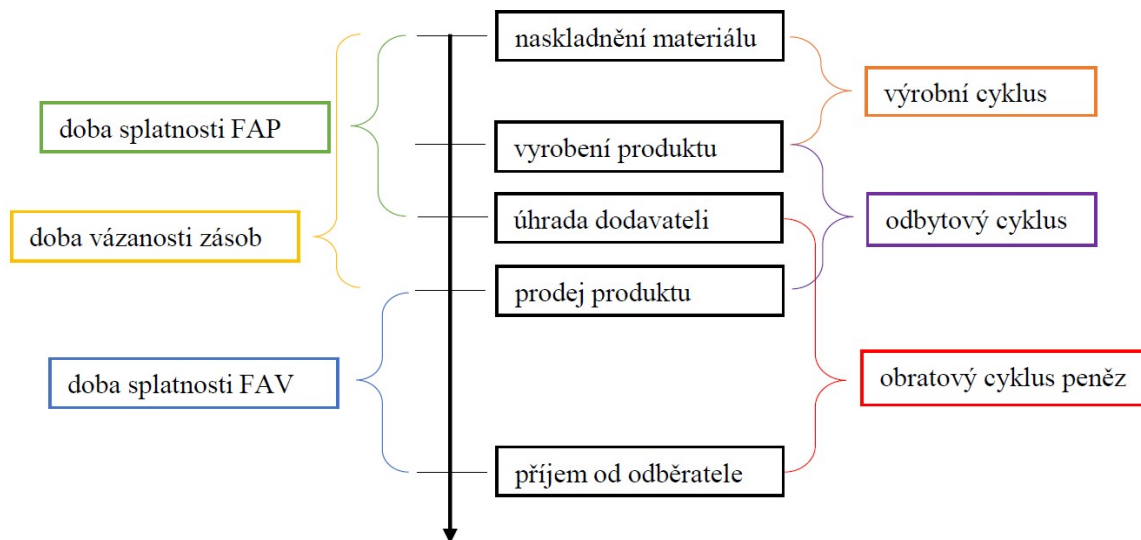 naskladnění materiálu
výrobní cyklus
doba splatnosti FAP
vyrobení produktu
úhrada dodavateli
odbytový cyklus
doba vázanosti zásob
prodej produktu
doba splatnosti FAV
obratový cyklus peněz
příjem od odběratele